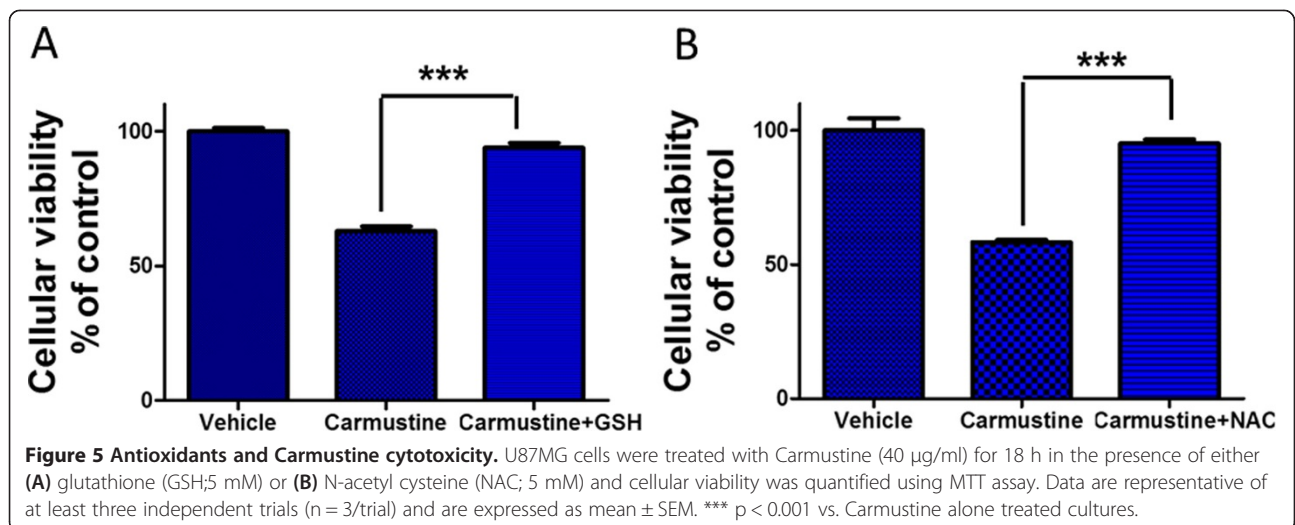 A
***
Cellular viability
% of control
100
50
0
Vehicle
Carmustine
Carmustine+GSH
B
***
Cellular viability
% of control
100
50
0
Vehicle
Carmustine
Carmustine+NAC
Figure 5 Antioxidants and Carmustine cytotoxicity. U87MG cells were treated with Carmustine (40 μg/ml) for 18 h in the presence of either
(A) glutathione (GSH;5 mM) or (B) N-acetyl cysteine (NAC; 5 mM) and cellular viability was quantified using MTT assay. Data are representative of
at least three independent trials (n = 3/trial) and are expressed as mean ± SEM. *** p < 0.001 vs. Carmustine alone treated cultures.